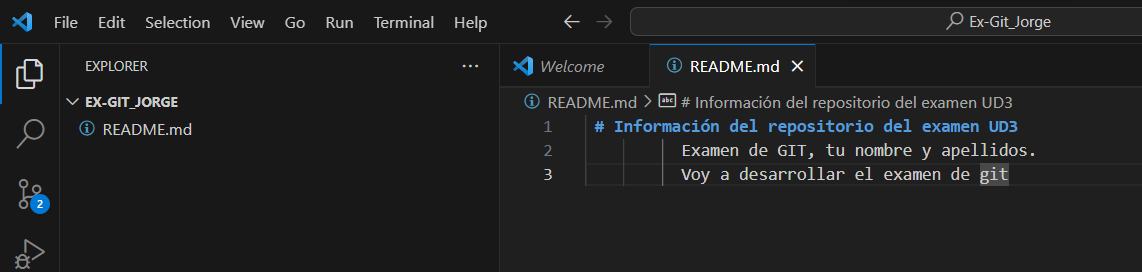 File Edit Selection View Go Run Terminal Help
Ex-Git_Jorge
EXPLORER
EX-GIT_JORGE
README.md
2
Welcome
README.md
README.md > # Información del repositorio del examen UD3
1 # Información del repositorio del examen UD3
2 Examen de GIT, tu nombre y apellidos.
3 Voy a desarrollar el examen de git